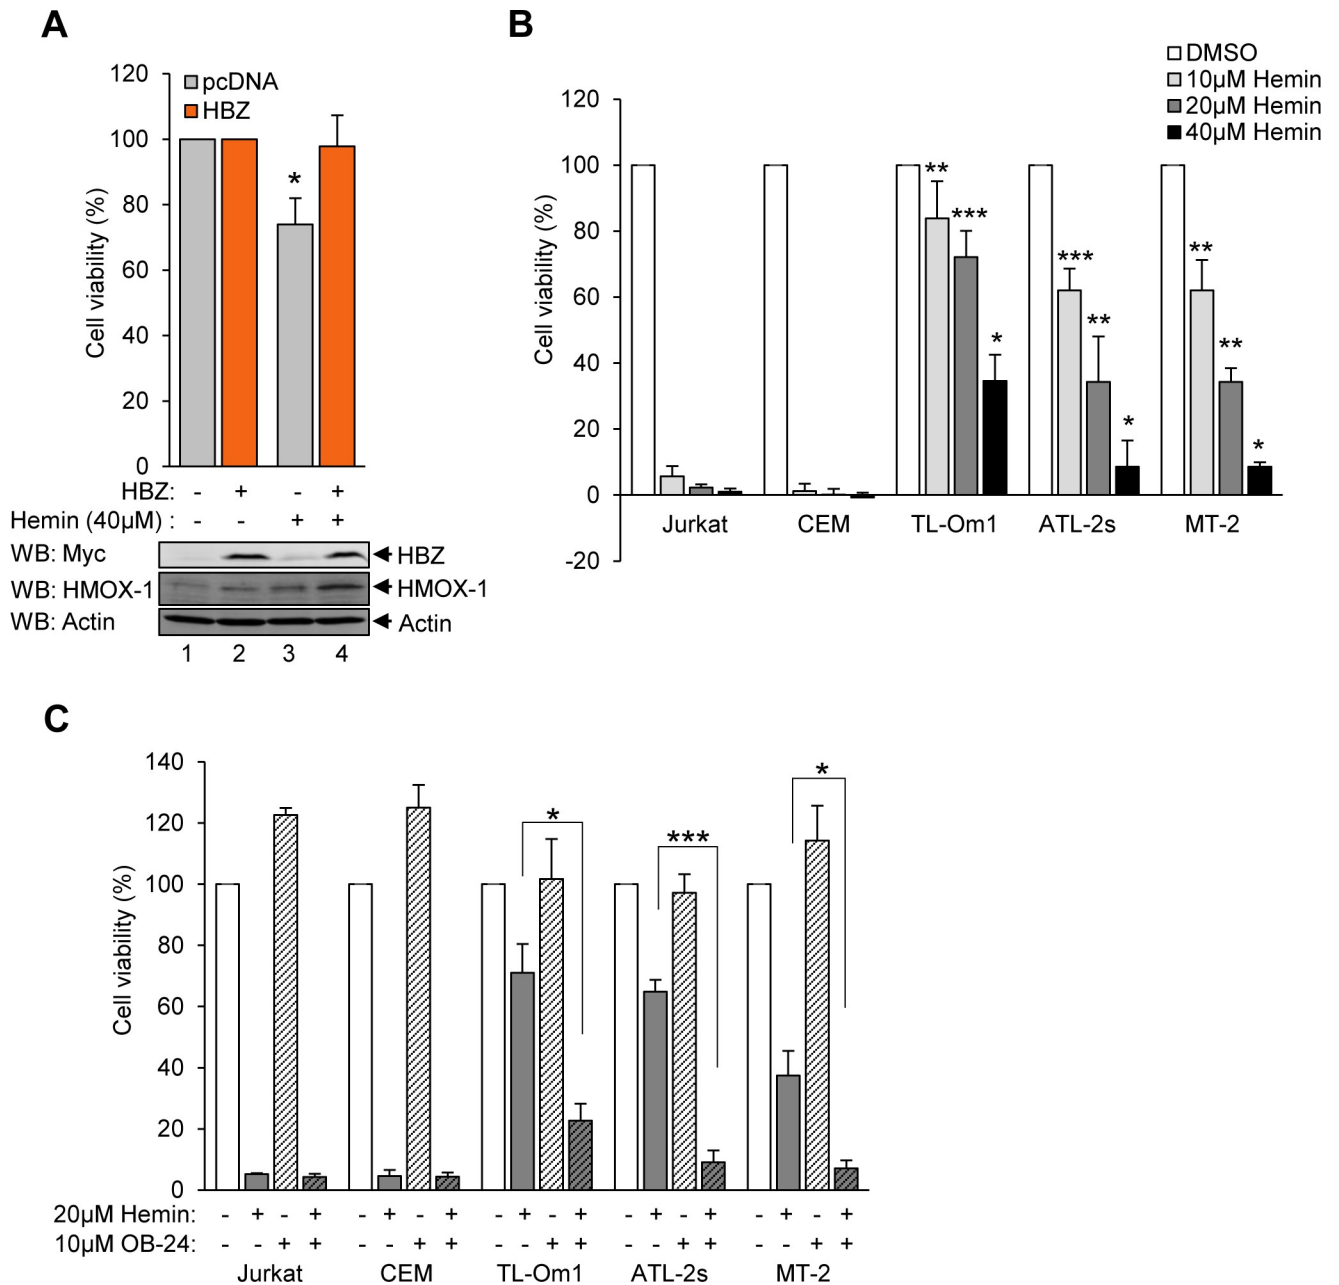 A
120
100
80
60
40
20
0
Cell viability (%)
pcDNA
HBZ
*
HBZ: - + - +
Hemin (40µM) : - - + +
WB: Myc HBZ
WB: HMOX-1 HMOX-1
WB: Actin Actin
1 2 3 4
B
DMSO
10µM Hemin
20µM Hemin
40µM Hemin
120
100
80
60
40
20
0
-20
Cell viability (%)
** *** *
*** ** *
** ** *
Jurkat CEM TL-Om1 ATL-2s MT-2
C
140
120
100
80
60
40
20
0
Cell viability (%)
* *** *
20µM Hemin: - + - + - + - + - + - + - + - + - + - +
10µM OB-24: - - + + - - + + - - + + - - + + - - + +
Jurkat CEM TL-Om1 ATL-2s MT-2